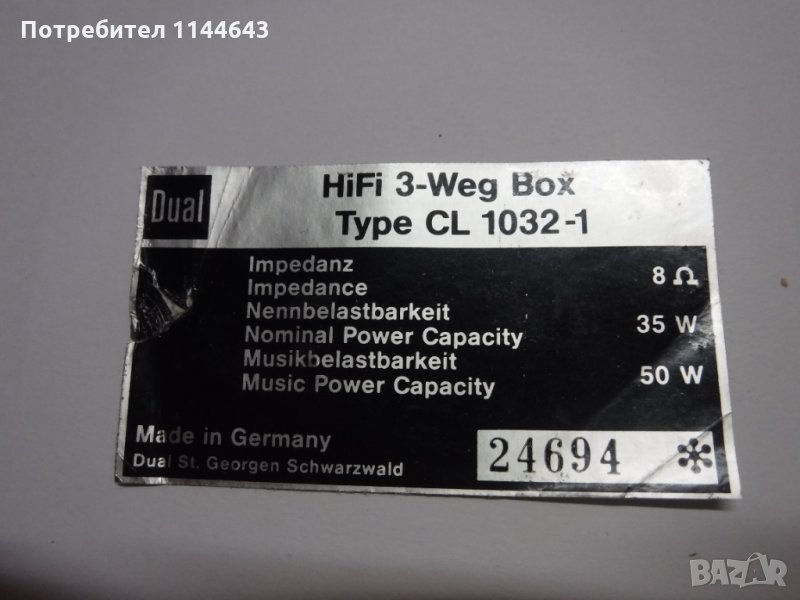 Потребител 1144643
Dual
HiFi 3-Weg Box
Type CL 1032-1
Impedanz
Impedance
8 Ω
Nennbelastbarkeit
Nominal Power Capacity
35 W
Musikbelastbarkeit
Music Power Capacity
50 W
Made in Germany
Dual St. Georgen Schwarzwald
24694 *
BAZAR